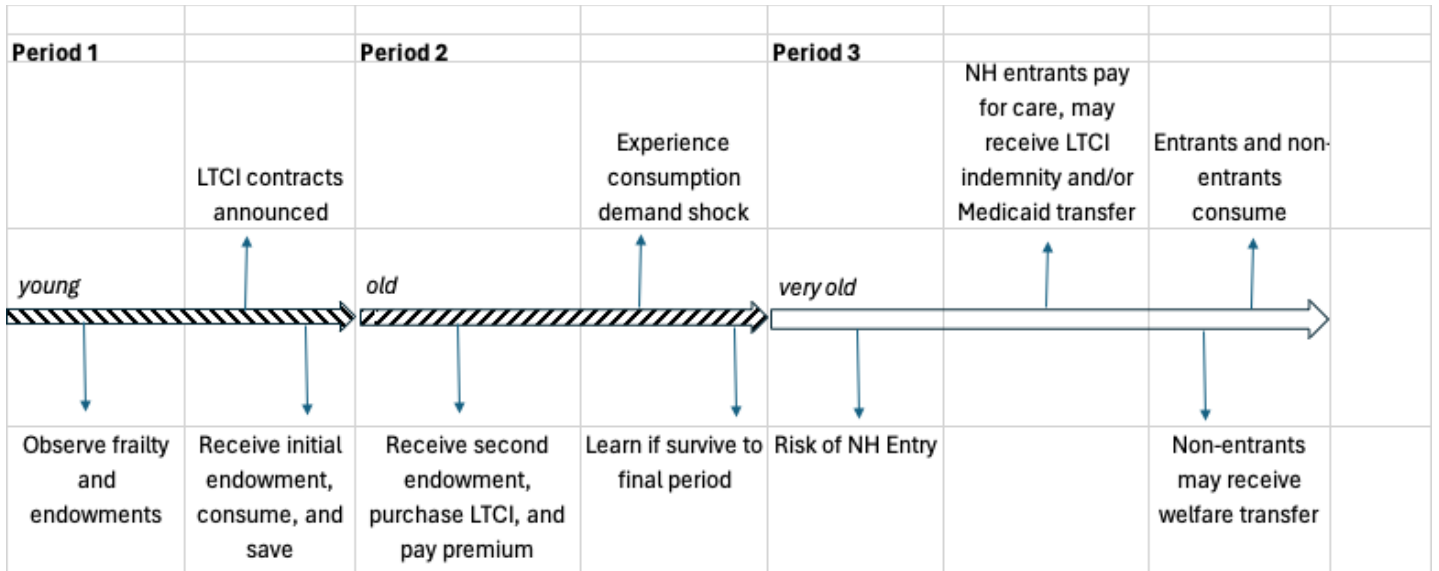 Period 1
Period 2
Period 3
LTCI contracts
announced
Experience
consumption
demand shock
NH entrants pay
for care, may
receive LTCI
indemnity and/or
Medicaid transfer
Entrants and non-
entrants
consume
young
old
very old
Observe frailty
and
endowments
Receive initial
endowment,
consume, and
save
Receive second
endowment,
purchase LTCI, and
pay premium
Learn if survive to
final period
Risk of NH Entry
Non-entrants
may receive
welfare transfer